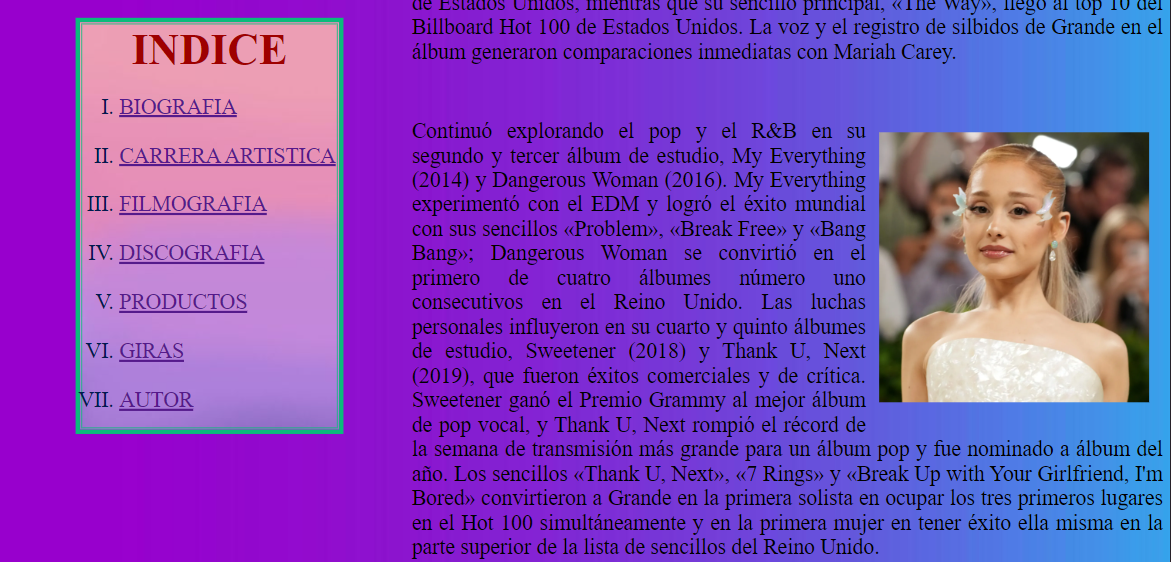 INDICE
I. BIOGRAFIA
II. CARRERA ARTISTICA
III. FILMOGRAFIA
IV. DISCOGRAFIA
V. PRODUCTOS
VI. GIRAS
VII. AUTOR
de Estados Unidos, mientras que su sencillo principal, «The Way», llegó al top 10 del
Billboard Hot 100 de Estados Unidos. La voz y el registro de silbidos de Grande en el
álbum generaron comparaciones inmediatas con Mariah Carey.
Continuó explorando el pop y el R&B en su
segundo y tercer álbum de estudio, My Everything
(2014) y Dangerous Woman (2016). My Everything
experimentó con el EDM y logró el éxito mundial
con sus sencillos «Problem», «Break Free» y «Bang
Bang»; Dangerous Woman se convirtió en el
primero de cuatro álbumes número uno
consecutivos en el Reino Unido. Las luchas
personales influyeron en su cuarto y quinto álbumes
de estudio, Sweetener (2018) y Thank U, Next
(2019), que fueron éxitos comerciales y de crítica.
Sweetener ganó el Premio Grammy al mejor álbum
de pop vocal, y Thank U, Next rompió el récord de
la semana de transmisión más grande para un álbum pop y fue nominado a álbum del
año. Los sencillos «Thank U, Next», «7 Rings» y «Break Up with Your Girlfriend, I'm
Bored» convirtieron a Grande en la primera solista en ocupar los tres primeros lugares
en el Hot 100 simultáneamente y en la primera mujer en tener éxito ella misma en la
parte superior de la lista de sencillos del Reino Unido.